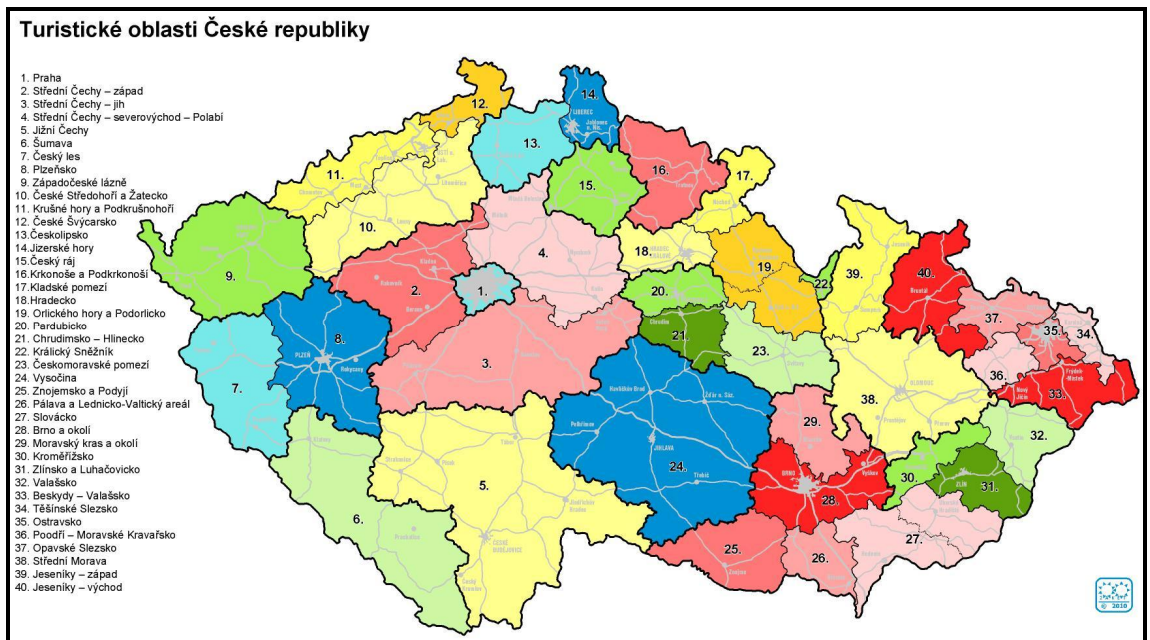 Turistické oblasti České republiky
1. Praha
2. Střední Čechy – západ
3. Střední Čechy – jih
4. Střední Čechy – severovýchod – Polabí
5. Jižní Čechy
6. Šumava
7. Český les
8. Plzeňsko
9. Západočeské lázně
10. České Středohoří a Žatecko
11. Krušné hory a Podkrušnohoří
12. České Švýcarsko
13.Českolipsko
14.Jizerské hory
15.Český ráj
16.Krkonoše a Podkrkonoší
17.Kladské pomezí
18.Hradecko
19. Orlického hory a Podorlicko
20. Pardubicko
21. Chrudimsko – Hlinecko
22. Králický Sněžník
23. Českomoravské pomezí
24. Vysočina
25. Znojemsko a Podyjí
26. Pálava a Lednicko-Valtický areál
27. Slovácko
28. Brno a okolí
29. Moravský kras a okolí
30. Kroměřížsko
31. Zlínsko a Luhačovicko
32. Valašsko
33. Beskydy – Valašsko
34. Těšínské Slezsko
35. Ostravsko
36. Poodří – Moravské Kravařsko
37. Opavské Slezsko
38. Střední Morava
39. Jeseníky – západ
40. Jeseníky – východ
12.
14.
LIBEREC
13.
11.
15.
16.
17.
10.
9.
4.
18.
19.
22.
39.
40.
2.
1.
20.
21.
37.
35.
34.
8.
PLZEŇ
3.
23.
36.
33.
7.
38.
OLOMOUC
29.
32.
JIHLAVA
24.
5.
6.
BRNO
28.
30.
ZLÍN
31.
27.
25.
26.
© 2010